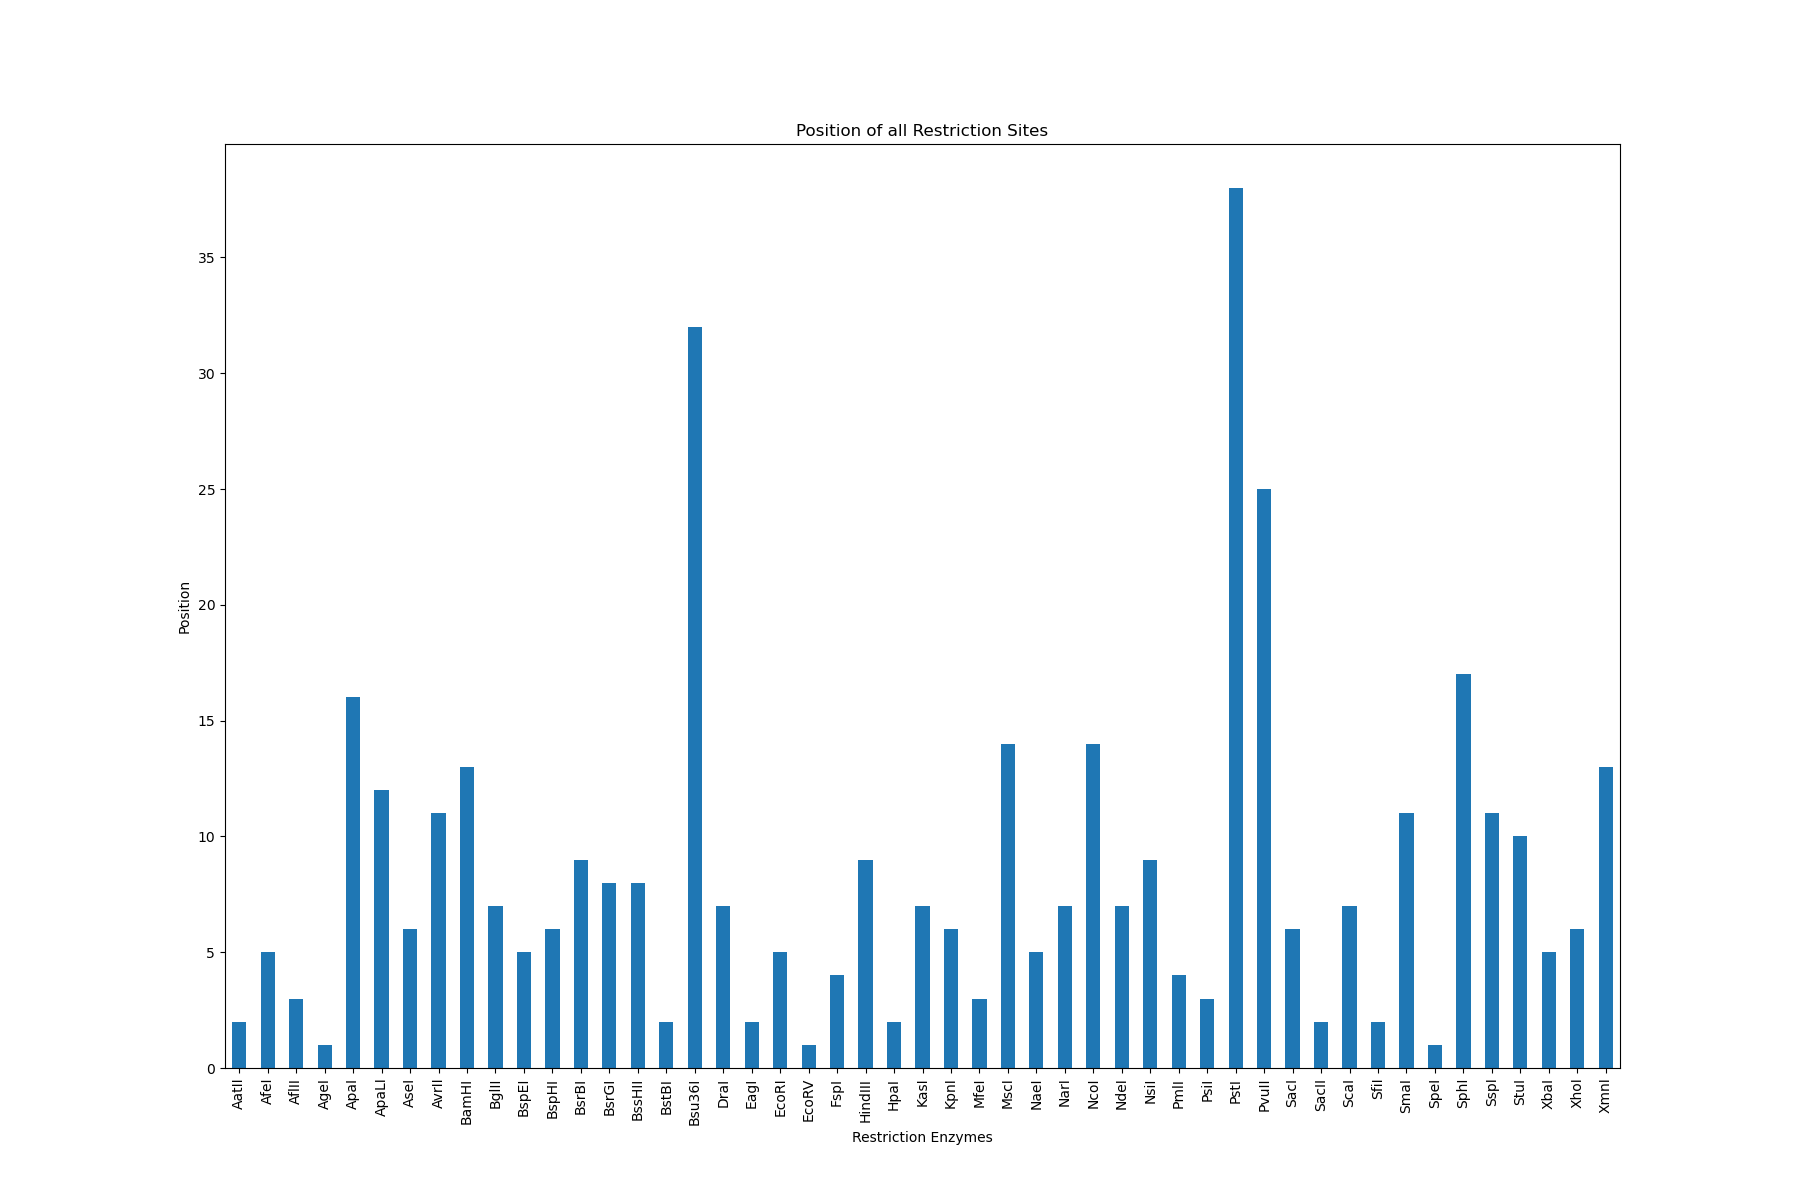 Position of all Restriction Sites
Position
35
30
25
20
15
10
5
0
AatII
AfeI
AflII
AgeI
ApaI
ApaLI
AseI
AvrII
BamHI
BglII
BspEI
BspHI
BsrBI
BsrGI
BssHII
BstBI
Bsu36I
DraI
EagI
EcoRI
EcoRV
FspI
HindIII
HpaI
KasI
KpnI
MfeI
MscI
NaeI
NarI
NcoI
NdeI
NsiI
PmlI
PsiI
PstI
PvuII
SacI
SacII
ScaI
SfiI
SmaI
SpeI
SphI
SspI
StuI
XbaI
XhoI
XmnI
Restriction Enzymes